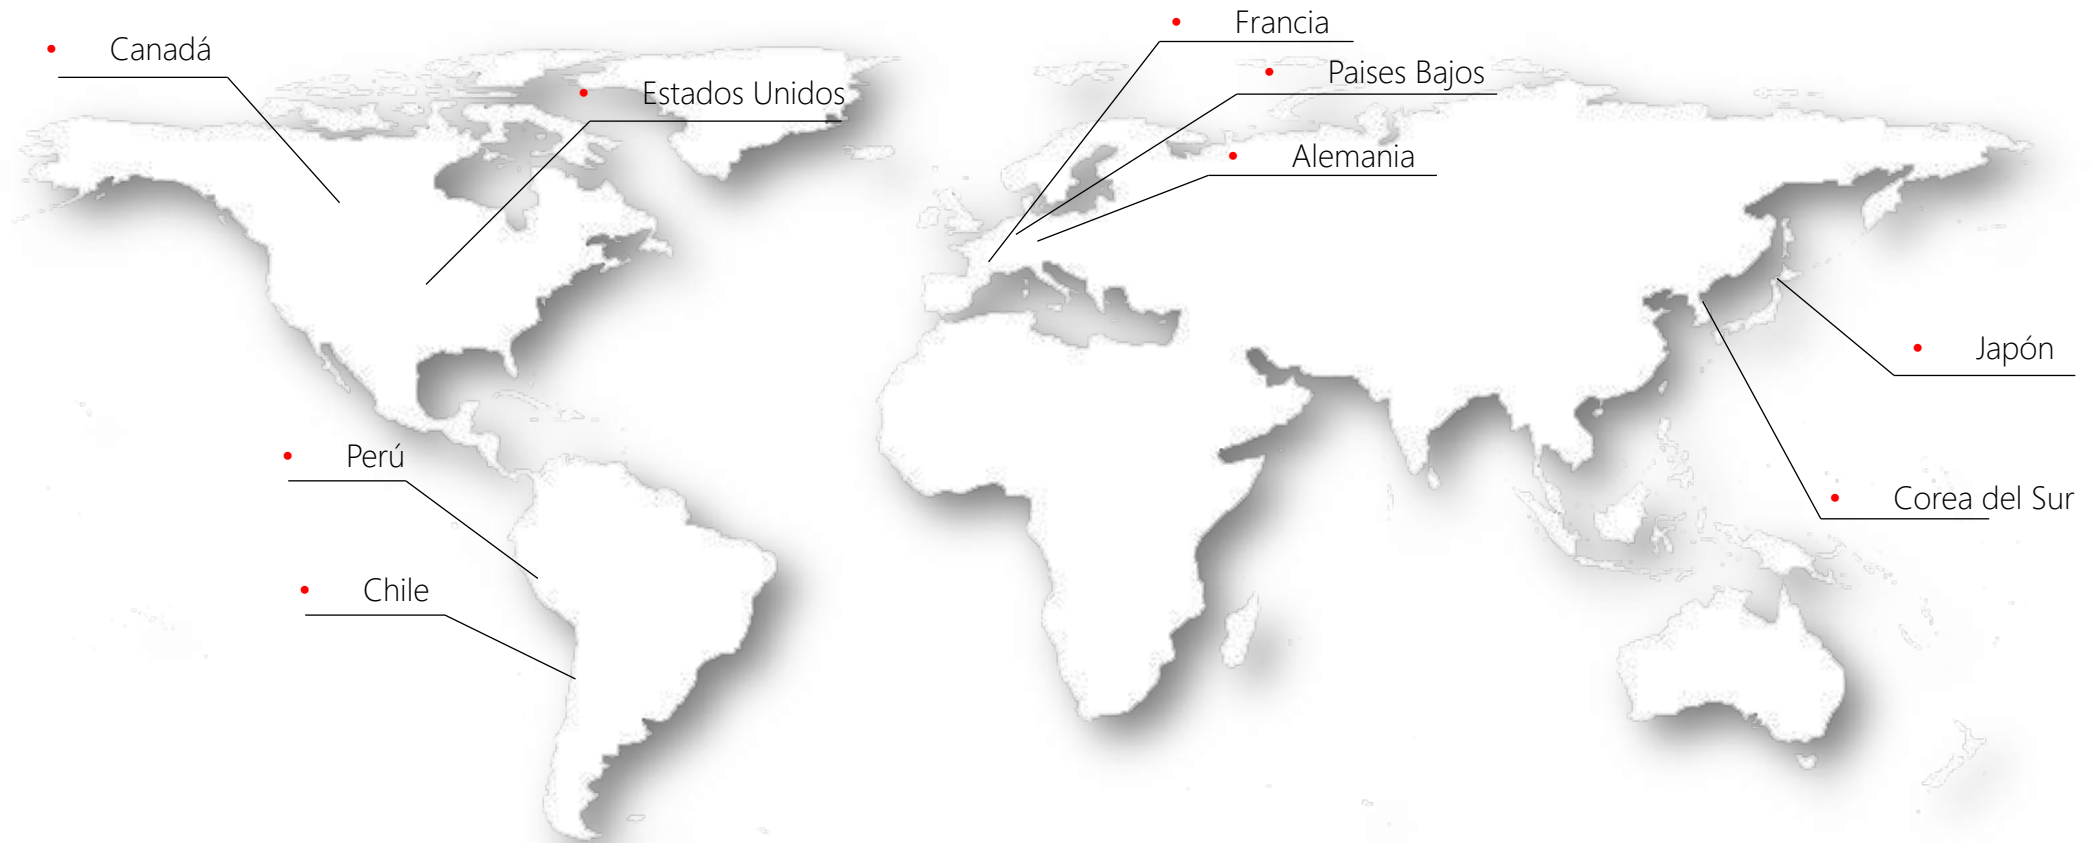 Francia
Canadá
Paises Bajos
Estados Unidos
Alemania
Japón
Perú
Corea del Sur
Chile